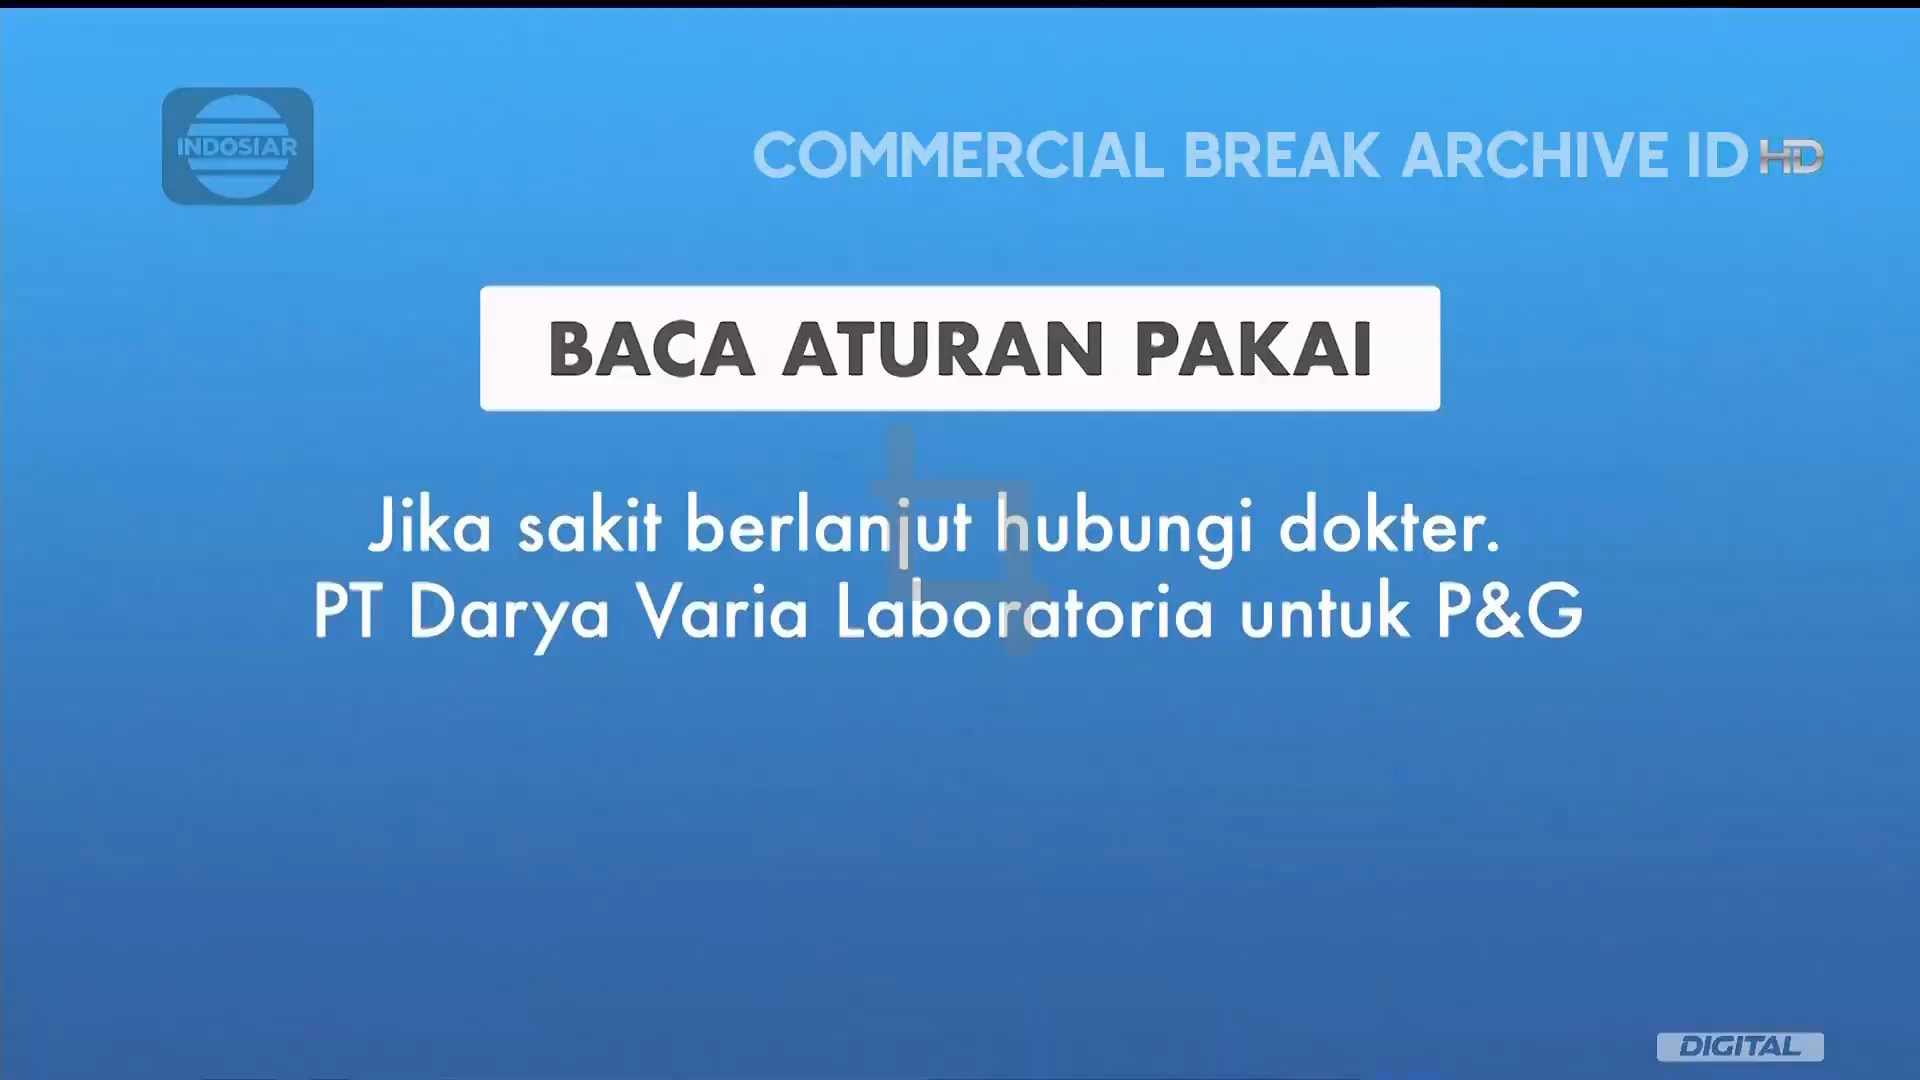 INDOSIAR
COMMERCIAL BREAK ARCHIVE ID HD
BACA ATURAN PAKAI
Jika sakit berlanjut hubungi dokter.
PT Darya Varia Laboratoria untuk P&G
DIGITAL